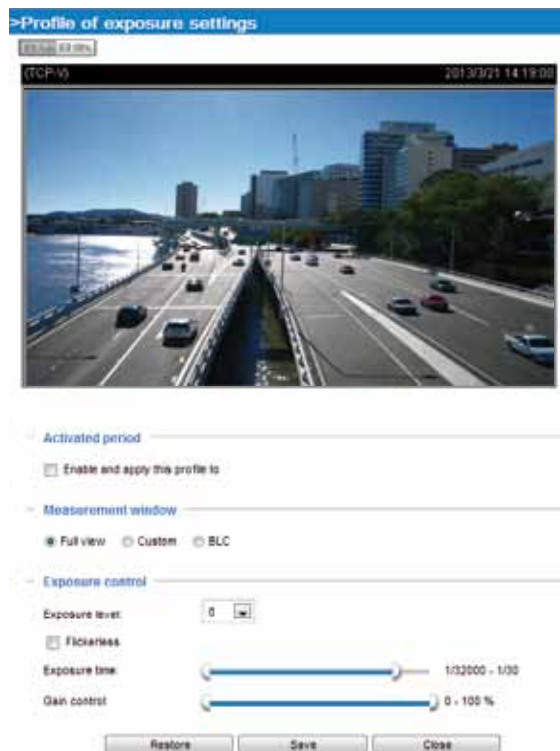 >Profile of exposure settings
(TCP-V) 2013/3/21 14:19:00
Activated period
Enable and apply this profile to
Measurement window
Full view Custom BLC
Exposure control
Exposure level:
Flickerless
Exposure time: 1/32000 - 1/30
Gain control: 0 - 100 %
Restore Save Close